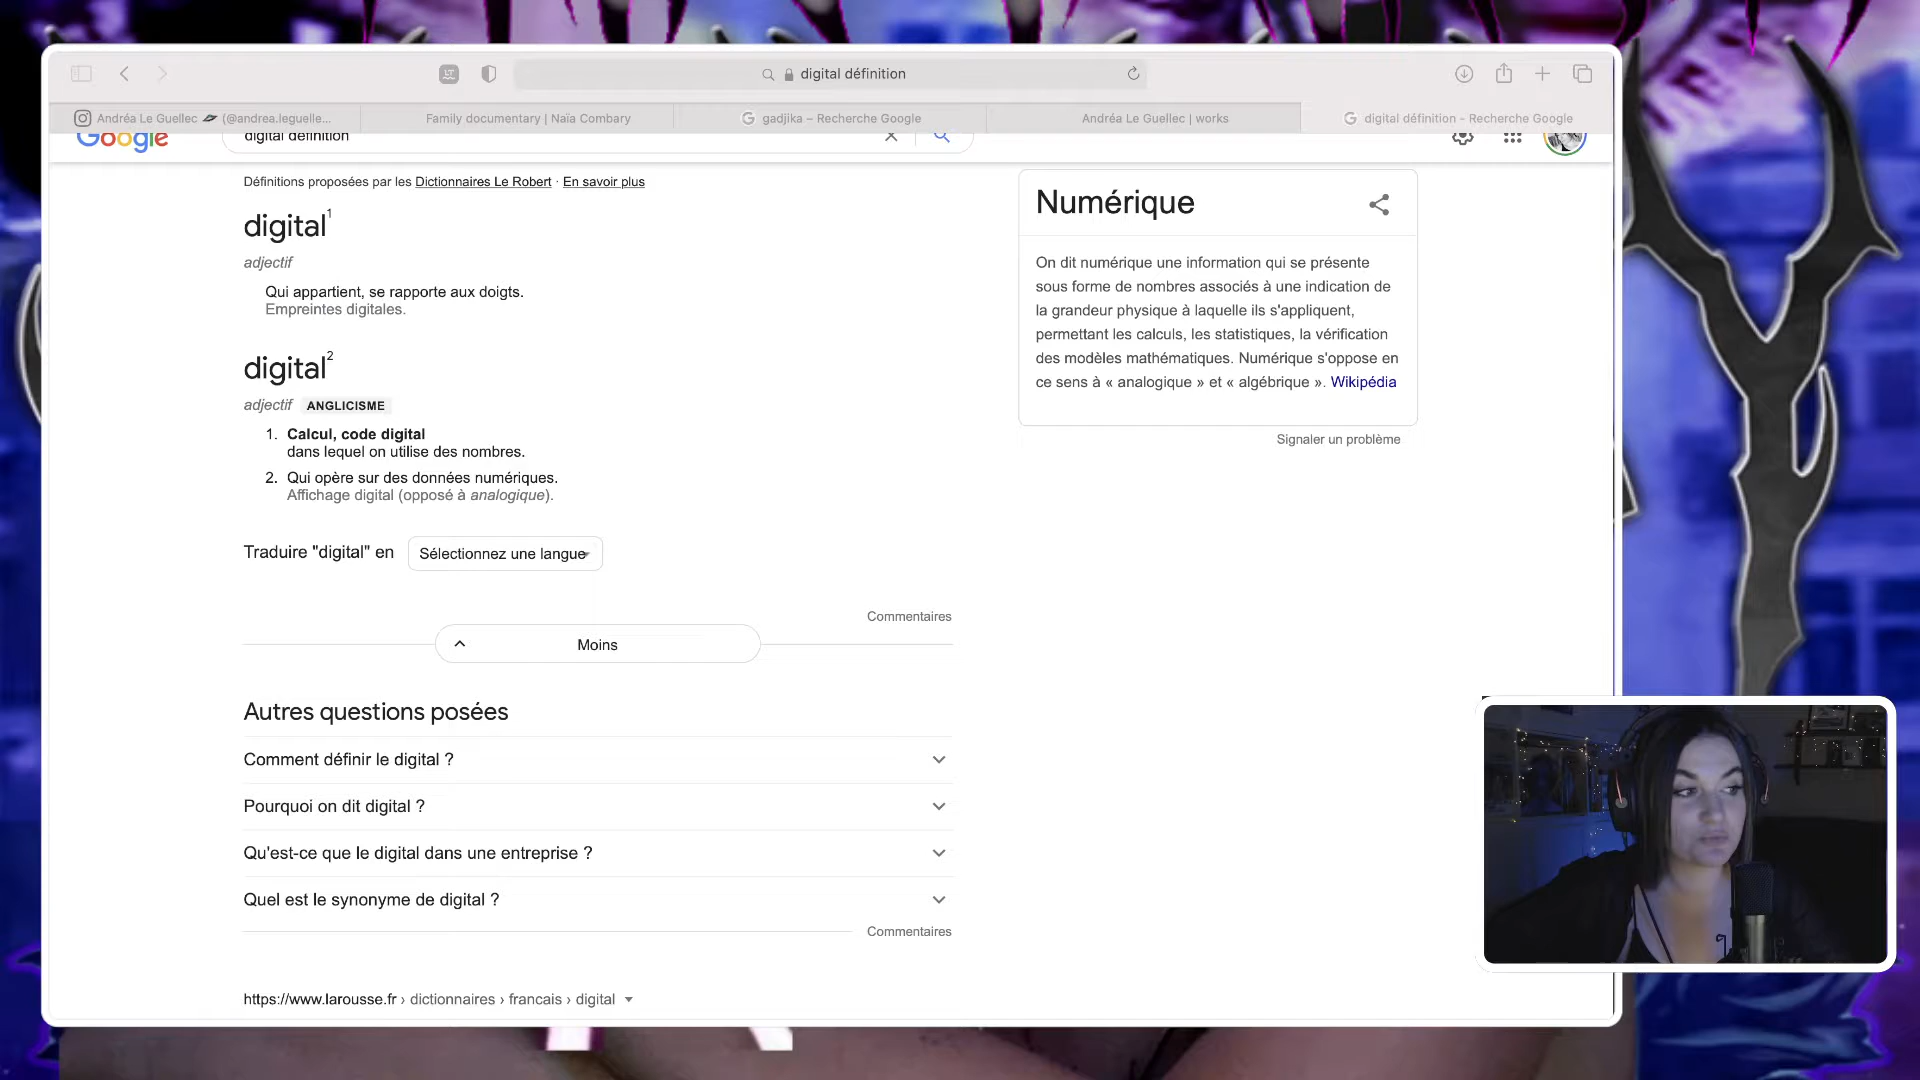 digital définition
Andréa Le Guellec (@andrea.leguelle...
Family documentary | Naïa Combary
gadjika – Recherche Google
Andréa Le Guellec | works
digital définition - Recherche Google
Google
digital définition
Définitions proposées par les Dictionnaires Le Robert · En savoir plus
digital1
adjectif
Qui appartient, se rapporte aux doigts.
Empreintes digitales.
digital2
adjectif ANGLICISME
1. Calcul, code digital
dans lequel on utilise des nombres.
2. Qui opère sur des données numériques.
Affichage digital (opposé à analogique).
Traduire "digital" en Sélectionnez une langue
Commentaires
Moins
Autres questions posées
Comment définir le digital ?
Pourquoi on dit digital ?
Qu'est-ce que le digital dans une entreprise ?
Quel est le synonyme de digital ?
Commentaires
https://www.larousse.fr › dictionnaires › francais › digital
Numérique
On dit numérique une information qui se présente
sous forme de nombres associés à une indication de
la grandeur physique à laquelle ils s'appliquent,
permettant les calculs, les statistiques, la vérification
des modèles mathématiques. Numérique s'oppose en
ce sens à « analogique » et « algébrique ». Wikipédia
Signaler un problème